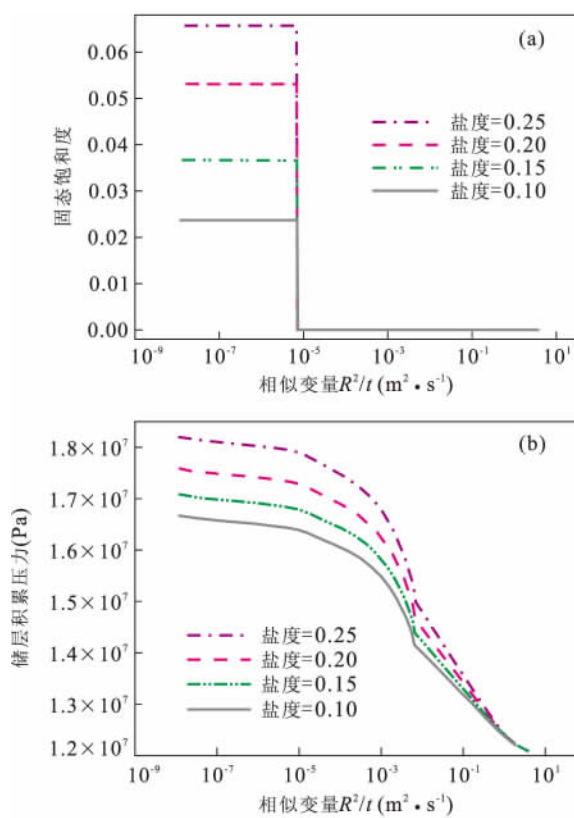 (a)
0.06
0.05
0.04
0.03
0.02
0.01
0.00
固态饱和度
盐度=0.25
盐度=0.20
盐度=0.15
盐度=0.10
10⁻⁹ 10⁻⁷ 10⁻⁵ 10⁻³ 10⁻¹ 10¹
相似变量R²/t (m²•s⁻¹)
(b)
1.8×10⁷
1.7×10⁷
1.6×10⁷
1.5×10⁷
1.4×10⁷
1.3×10⁷
1.2×10⁷
储层积累压力(Pa)
盐度=0.25
盐度=0.20
盐度=0.15
盐度=0.10
10⁻⁹ 10⁻⁷ 10⁻⁵ 10⁻³ 10⁻¹ 10¹
相似变量R²/t (m²•s⁻¹)